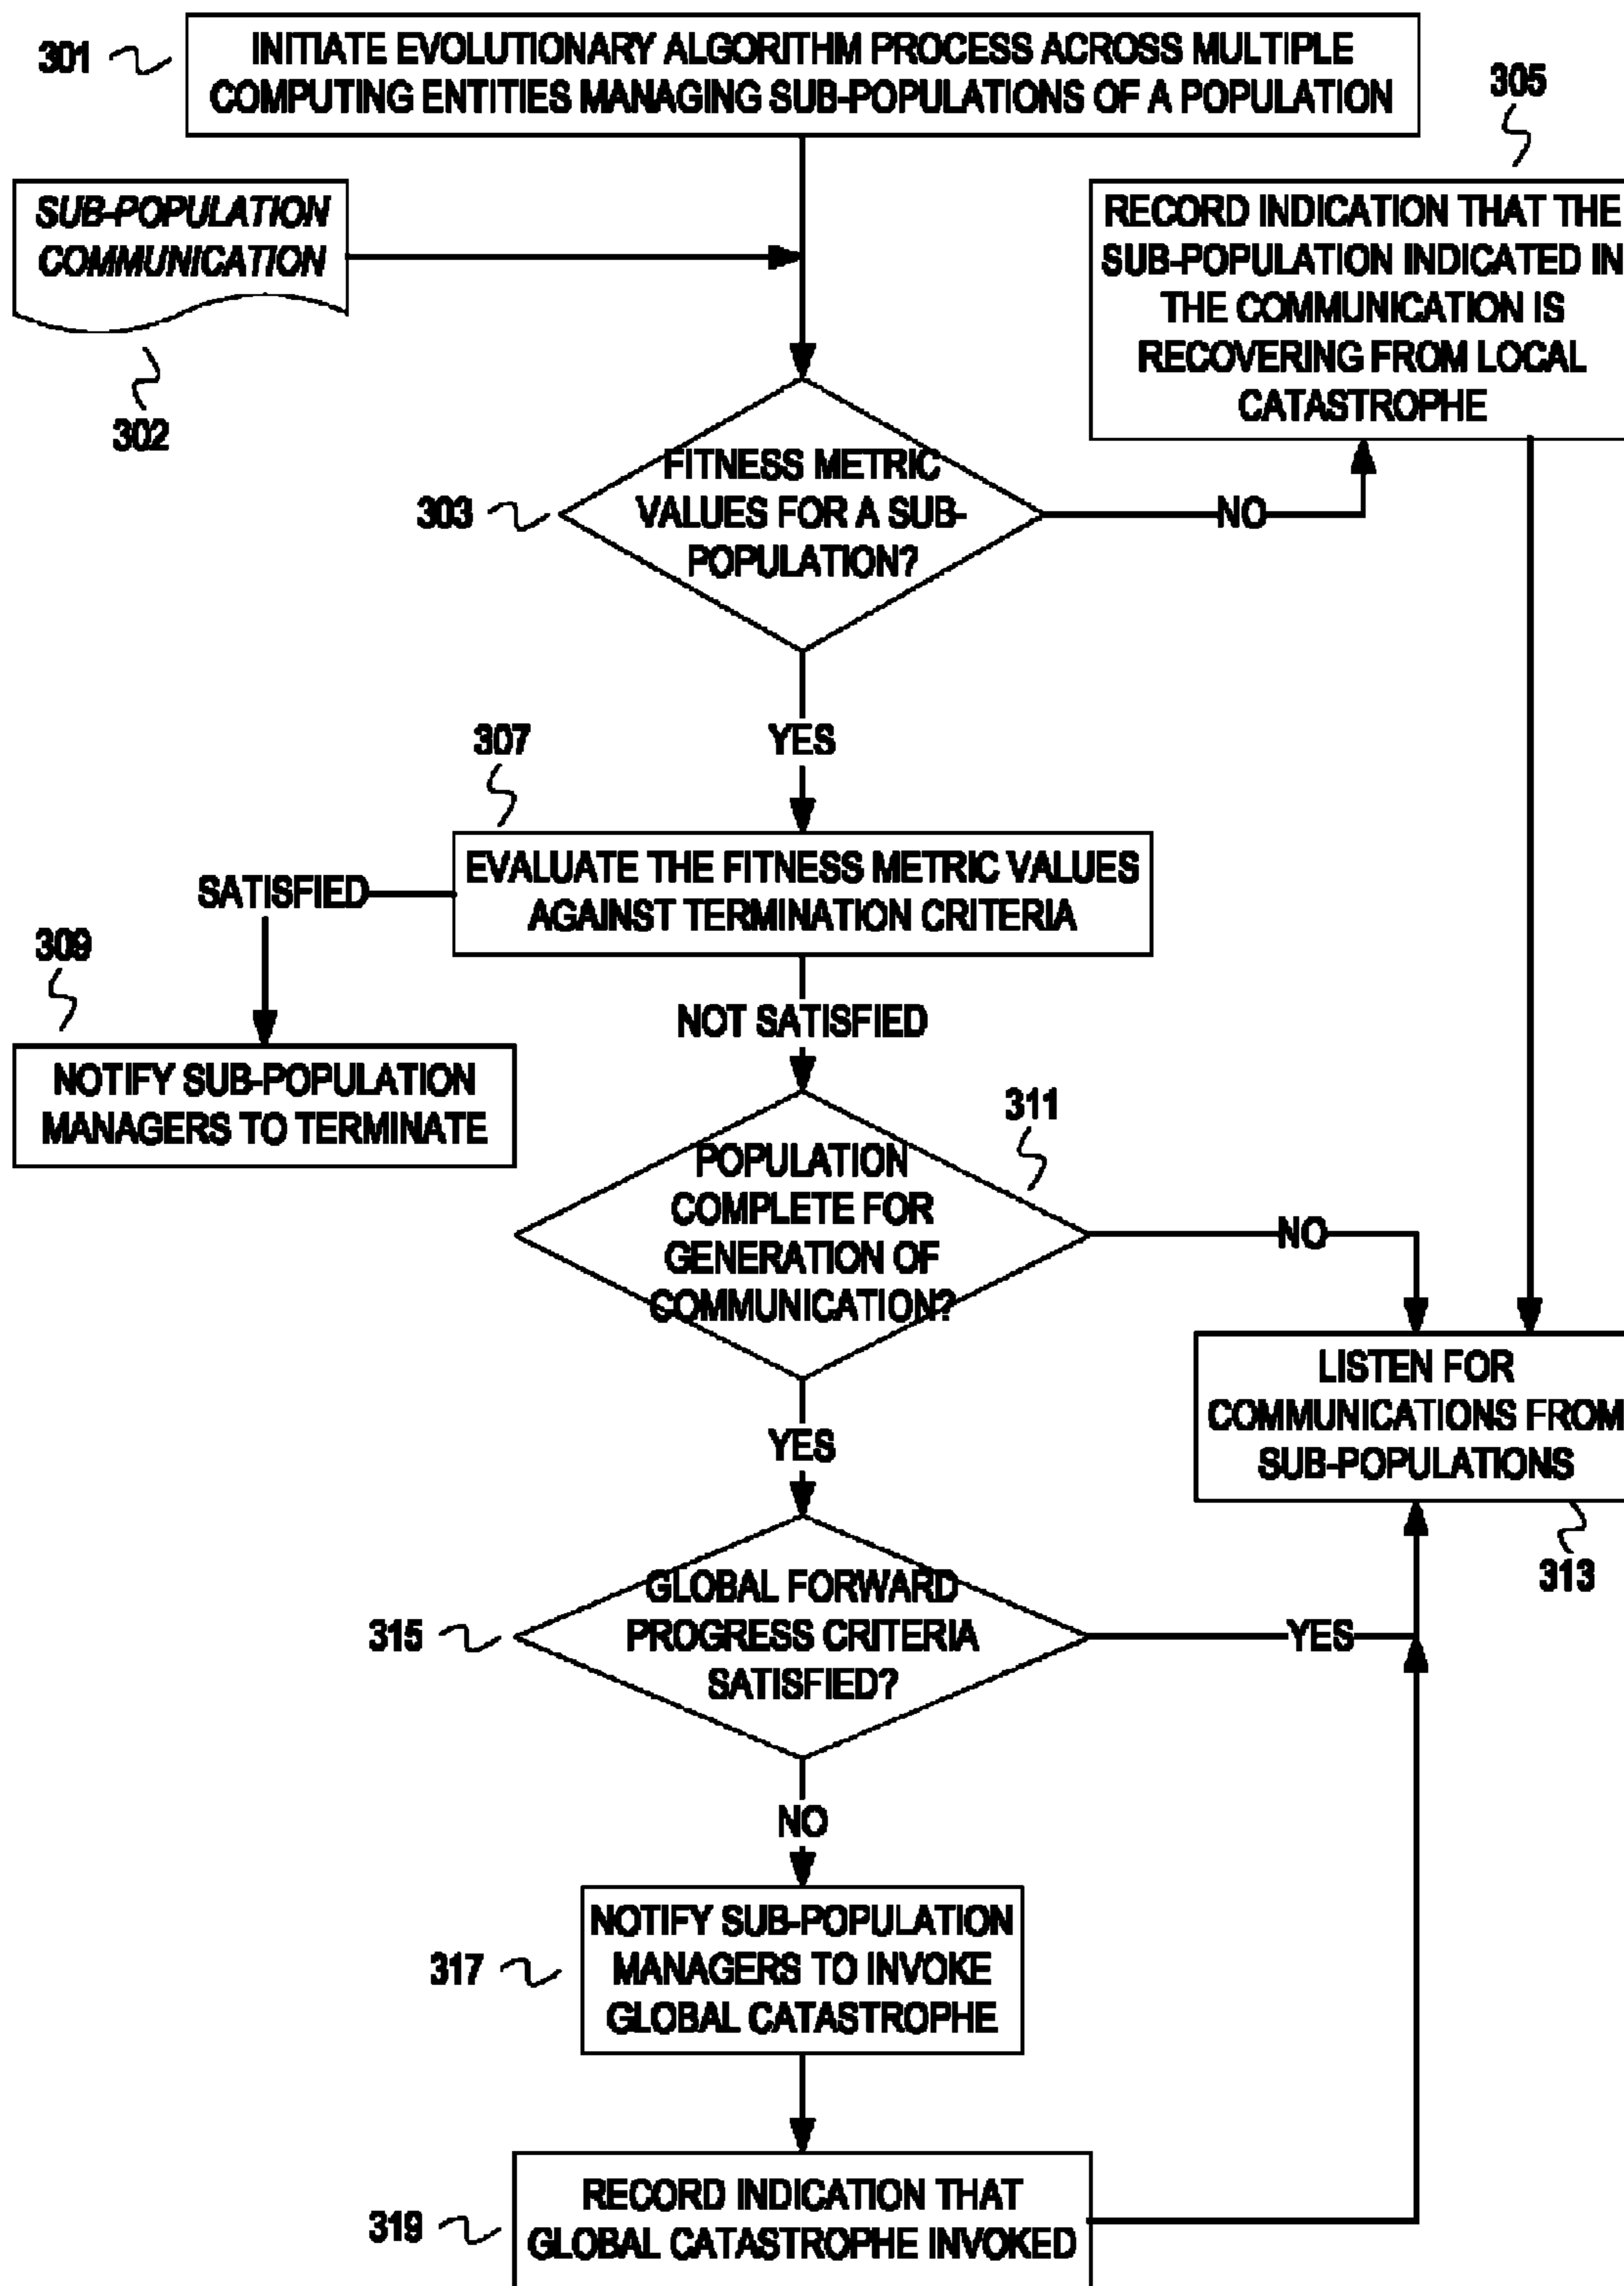 301
INITIATE EVOLUTIONARY ALGORITHM PROCESS ACROSS MULTIPLE
COMPUTING ENTITIES MANAGING SUB-POPULATIONS OF A POPULATION
305
SUB-POPULATION
COMMUNICATION
302
RECORD INDICATION THAT THE
SUB-POPULATION INDICATED IN
THE COMMUNICATION IS
RECOVERING FROM LOCAL
CATASTROPHE
303
FITNESS METRIC
VALUES FOR A SUB-
POPULATION?
NO
YES
307
EVALUATE THE FITNESS METRIC VALUES
AGAINST TERMINATION CRITERIA
SATISFIED
309
NOTIFY SUB-POPULATION
MANAGERS TO TERMINATE
NOT SATISFIED
311
POPULATION
COMPLETE FOR
GENERATION OF
COMMUNICATION?
NO
YES
LISTEN FOR
COMMUNICATIONS FROM
SUB-POPULATIONS
313
315
GLOBAL FORWARD
PROGRESS CRITERIA
SATISFIED?
YES
NO
317
NOTIFY SUB-POPULATION
MANAGERS TO INVOKE
GLOBAL CATASTROPHE
319
RECORD INDICATION THAT
GLOBAL CATASTROPHE INVOKED